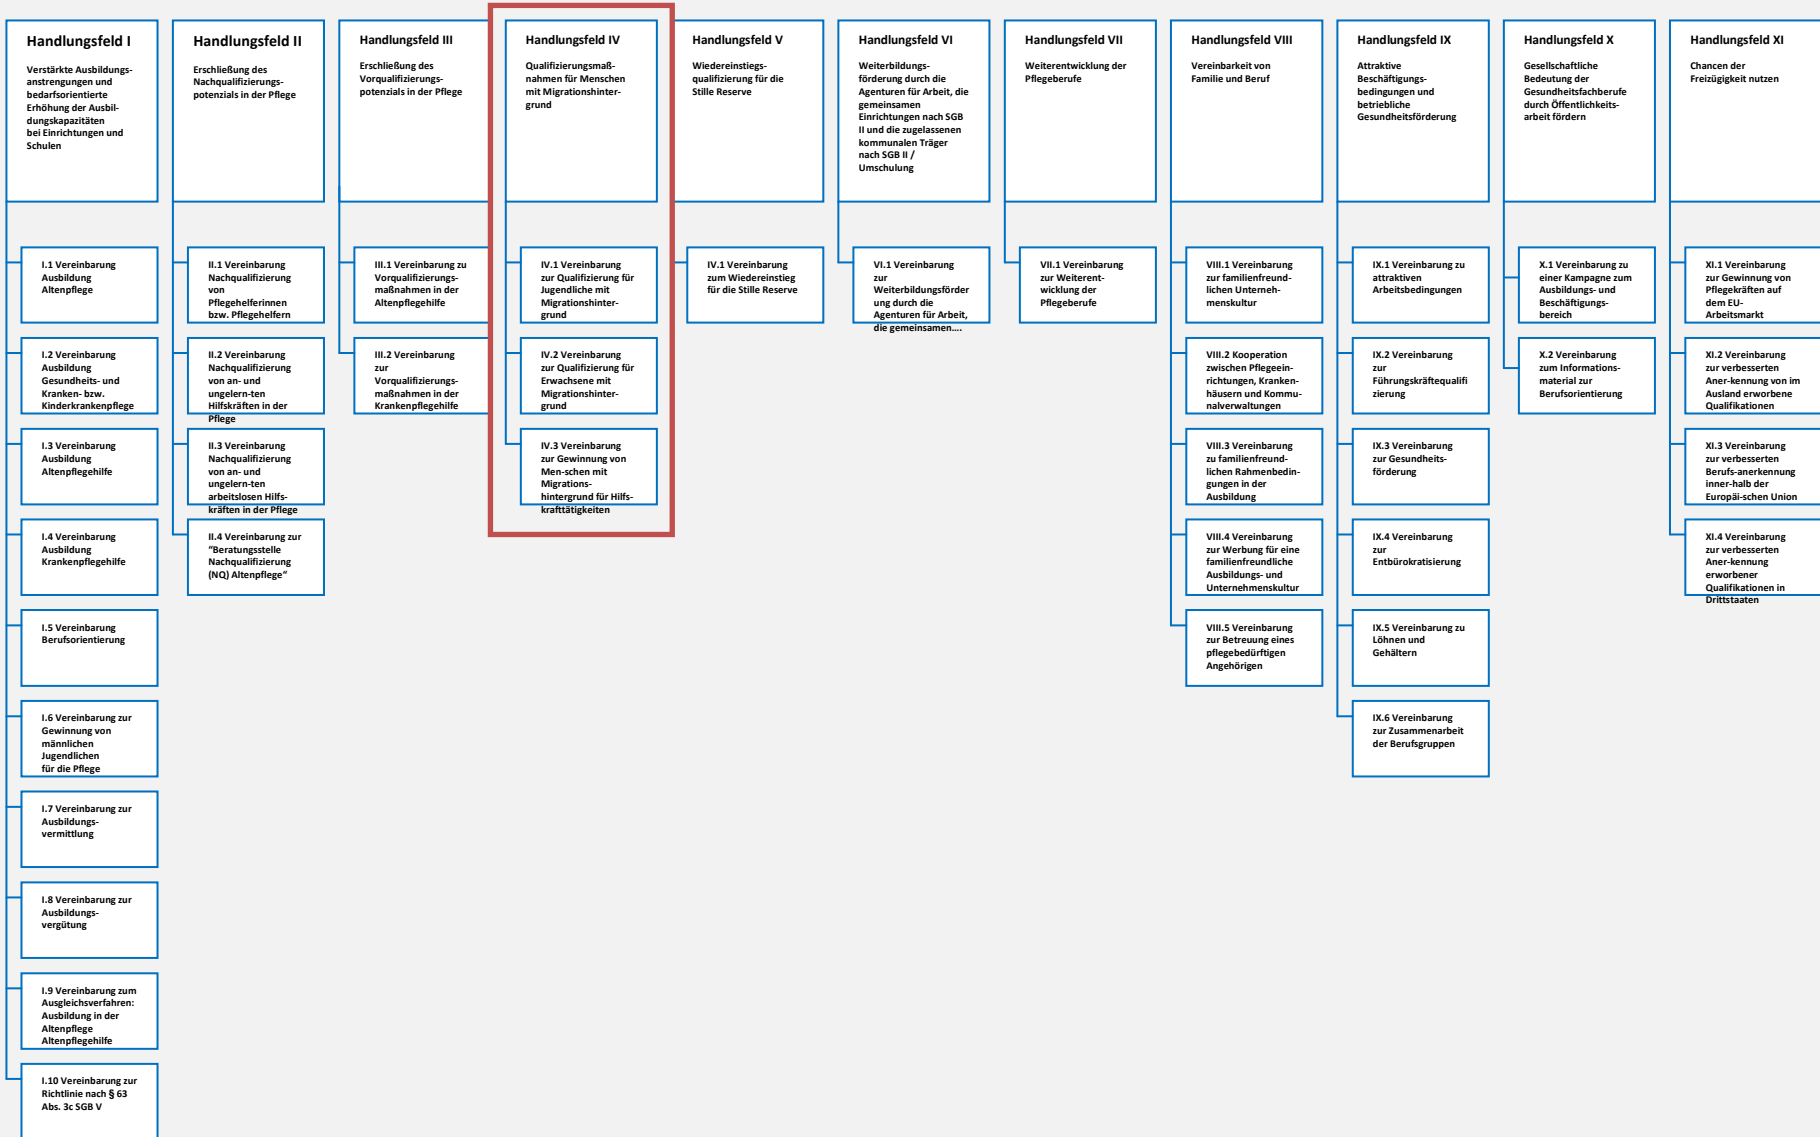 Handlungsfeld I
Verstärkte Ausbildungs-
anstrengungen und
bedarfsorientierte
Erhöhung der Ausbil-
dungskapazitäten
bei Einrichtungen und
Schulen
I.1 Vereinbarung
Ausbildung
Altenpflege
I.2 Vereinbarung
Ausbildung
Gesundheits- und
Kranken- bzw.
Kinderkrankenpflege
I.3 Vereinbarung
Ausbildung
Altenpflegehilfe
I.4 Vereinbarung
Ausbildung
Krankenpflegehilfe
I.5 Vereinbarung
Berufsorientierung
I.6 Vereinbarung zur
Gewinnung von
männlichen
Jugendlichen
für die Pflege
I.7 Vereinbarung zur
Ausbildungs-
vermittlung
I.8 Vereinbarung zur
Ausbildungs-
vergütung
I.9 Vereinbarung zum
Ausgleichsverfahren:
Ausbildung in der
Altenpflege
Altenpflegehilfe
I.10 Vereinbarung zur
Richtlinie nach § 63
Abs. 3c SGB V
Handlungsfeld II
Erschließung des
Nachqualifizierungs-
potenzials in der Pflege
II.1 Vereinbarung
Nachqualifizierung
von
Pflegehelferinnen
bzw. Pflegehelfern
II.2 Vereinbarung
Nachqualifizierung
von an- und
ungelern-ten
Hilfskräften in der
Pflege
II.3 Vereinbarung
Nachqualifizierung
von an- und
ungelern-ten
arbeitslosen Hilfs-
kräften in der Pflege
II.4 Vereinbarung zur
"Beratungsstelle
Nachqualifizierung
(NQ) Altenpflege“
Handlungsfeld III
Erschließung des
Vorqualifizierungs-
potenzials in der Pflege
III.1 Vereinbarung zu
Vorqualifizierungs-
maßnahmen in der
Altenpflegehilfe
III.2 Vereinbarung
zur
Vorqualifizierungs-
maßnahmen in der
Krankenpflegehilfe
Handlungsfeld IV
Qualifizierungsmaß-
nahmen für Menschen
mit Migrationshinter-
grund
IV.1 Vereinbarung
zur Qualifizierung für
Jugendliche mit
Migrationshinter-
grund
IV.2 Vereinbarung
zur Qualifizierung für
Erwachsene mit
Migrationshinter-
grund
IV.3 Vereinbarung
zur Gewinnung von
Men-schen mit
Migrations-
hintergrund für Hilfs-
krafttätigkeiten
Handlungsfeld V
Wiedereinstiegs-
qualifizierung für die
Stille Reserve
IV.1 Vereinbarung
zum Wiedereinstieg
für die Stille Reserve
Handlungsfeld VI
Weiterbildungs-
förderung durch die
Agenturen für Arbeit, die
gemeinsamen
Einrichtungen nach SGB
II und die zugelassenen
kommunalen Träger
nach SGB II /
Umschulung
VI.1 Vereinbarung
zur
Weiterbildungsförder
ung durch die
Agenturen für Arbeit,
die gemeinsamen....
Handlungsfeld VII
Weiterentwicklung der
Pflegeberufe
VII.1 Vereinbarung
zur Weiterent-
wicklung der
Pflegeberufe
Handlungsfeld VIII
Vereinbarkeit von
Familie und Beruf
VIII.1 Vereinbarung
zur familienfreund-
lichen Unterneh-
menskultur
VIII.2 Kooperation
zwischen Pflegeein-
richtungen, Kranken-
häusern und Kommu-
nalverwaltungen
VIII.3 Vereinbarung
zu familienfreund-
lichen Rahmenbedin-
gungen in der
Ausbildung
VIII.4 Vereinbarung
zur Werbung für eine
familienfreundliche
Ausbildungs- und
Unternehmenskultur
VIII.5 Vereinbarung
zur Betreuung eines
pflegebedürftigen
Angehörigen
Handlungsfeld IX
Attraktive
Beschäftigungs-
bedingungen und
betriebliche
Gesundheitsförderung
IX.1 Vereinbarung zu
attraktiven
Arbeitsbedingungen
IX.2 Vereinbarung
zur
Führungskräftequalifi
zierung
IX.3 Vereinbarung
zur Gesundheits-
förderung
IX.4 Vereinbarung
zur
Entbürokratisierung
IX.5 Vereinbarung zu
Löhnen und
Gehältern
IX.6 Vereinbarung
zur Zusammenarbeit
der Berufsgruppen
Handlungsfeld X
Gesellschaftliche
Bedeutung der
Gesundheitsfachberufe
durch Öffentlichkeits-
arbeit fördern
X.1 Vereinbarung zu
einer Kampagne zum
Ausbildungs- und
Beschäftigungs-
bereich
X.2 Vereinbarung
zum Informations-
material zur
Berufsorientierung
Handlungsfeld XI
Chancen der
Freizügigkeit nutzen
XI.1 Vereinbarung
zur Gewinnung von
Pflegekräften auf
dem EU-
Arbeitsmarkt
XI.2 Vereinbarung
zur verbesserten
Aner-kennung von im
Ausland erworbene
Qualifikationen
XI.3 Vereinbarung
zur verbesserten
Berufs-anerkennung
inner-halb der
Europäi-schen Union
XI.4 Vereinbarung
zur verbesserten
Aner-kennung
erworbener
Qualifikationen in
Drittstaaten